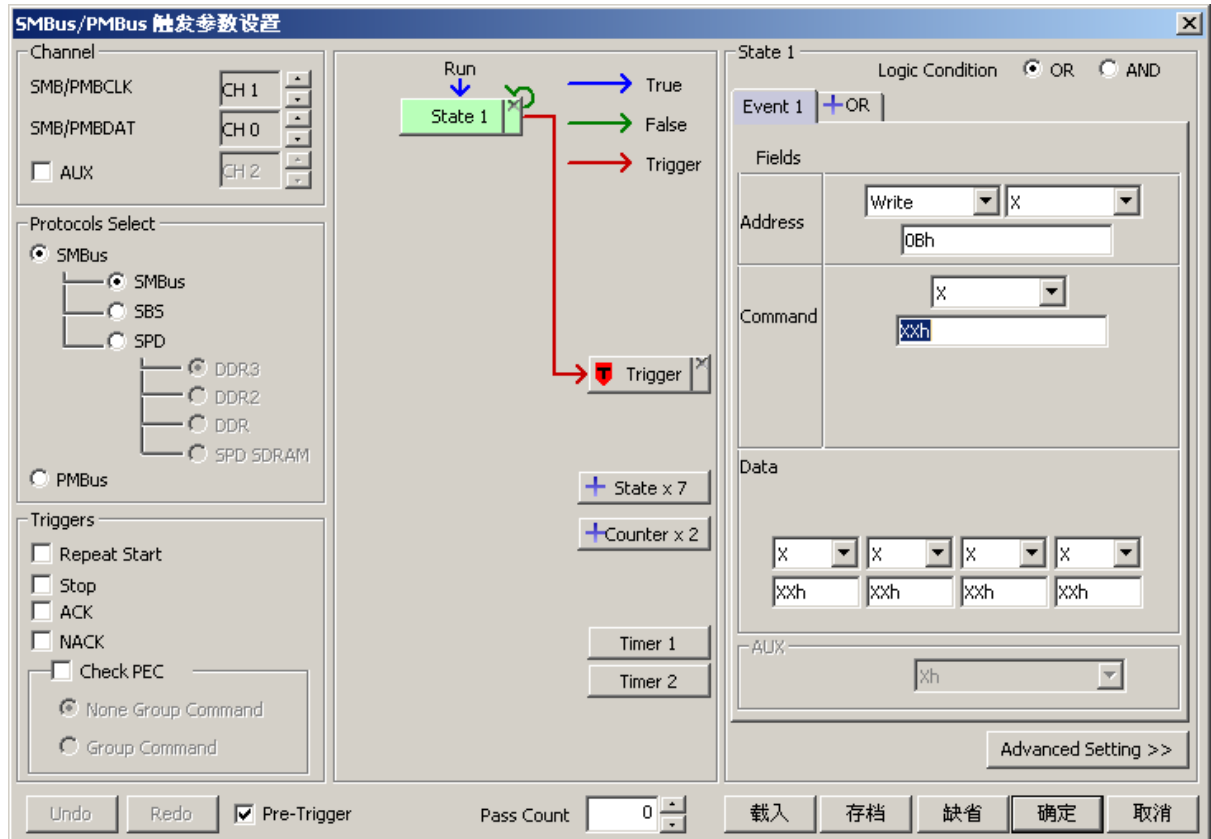 SMBus/PMBus 触发参数设置
Channel
SMB/PMBCLK
CH 1
SMB/PMBDAT
CH 0
AUX
CH 2
Protocols Select
SMBus
SMBus
SBS
SPD
DDR3
DDR2
DDR
SPD SDRAM
PMBus
Triggers
Repeat Start
Stop
ACK
NACK
Check PEC
None Group Command
Group Command
Run
State 1
True
False
Trigger
T Trigger
State x 7
Counter x 2
Timer 1
Timer 2
State 1
Logic Condition OR AND
Event 1 +OR
Fields
Address
Write X
0Bh
Command
X
XXh
Data
X X X X
XXh XXh XXh XXh
AUX
Xh
Advanced Setting >>
Undo Redo Pre-Trigger Pass Count 0 载入 存档 缺省 确定 取消